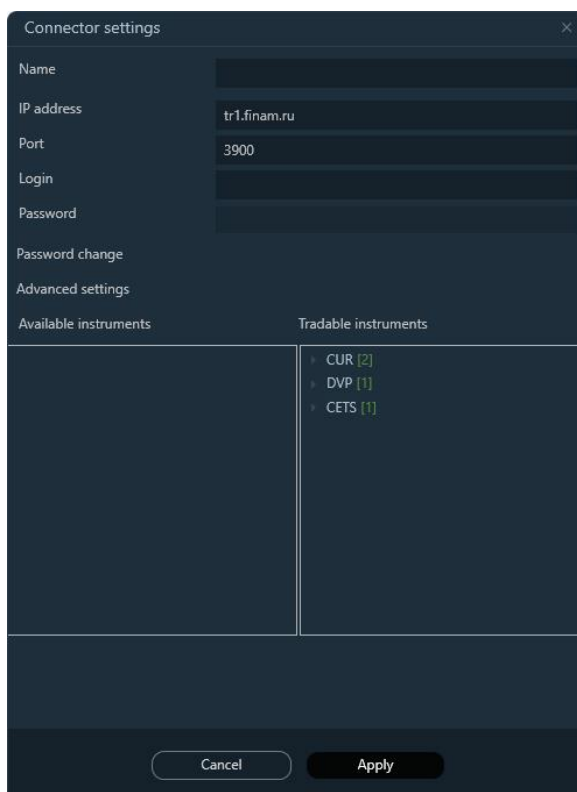 Connector settings
Name
IP address
tr1.finam.ru
Port
3900
Login
Password
Password change
Advanced settings
Available instruments
Tradable instruments
CUR [2]
DVP [1]
CETS [1]
Cancel
Apply